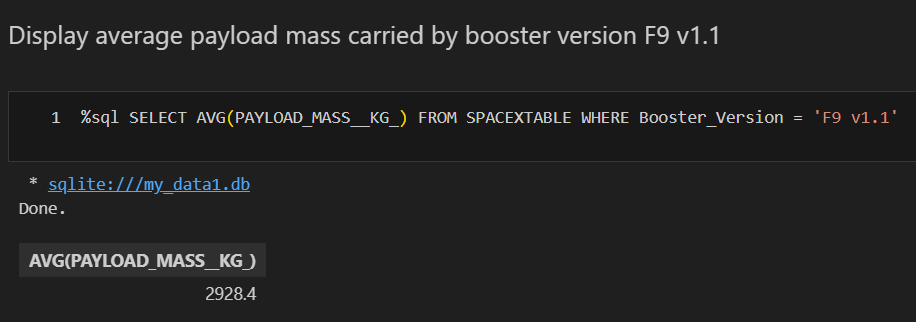 Display average payload mass carried by booster version F9 v1.1
1 %sql SELECT AVG(PAYLOAD_MASS__KG_) FROM SPACEXTABLE WHERE Booster_Version = 'F9 v1.1'
* sqlite:///my_data1.db
Done.
AVG(PAYLOAD_MASS__KG_)
2928.4